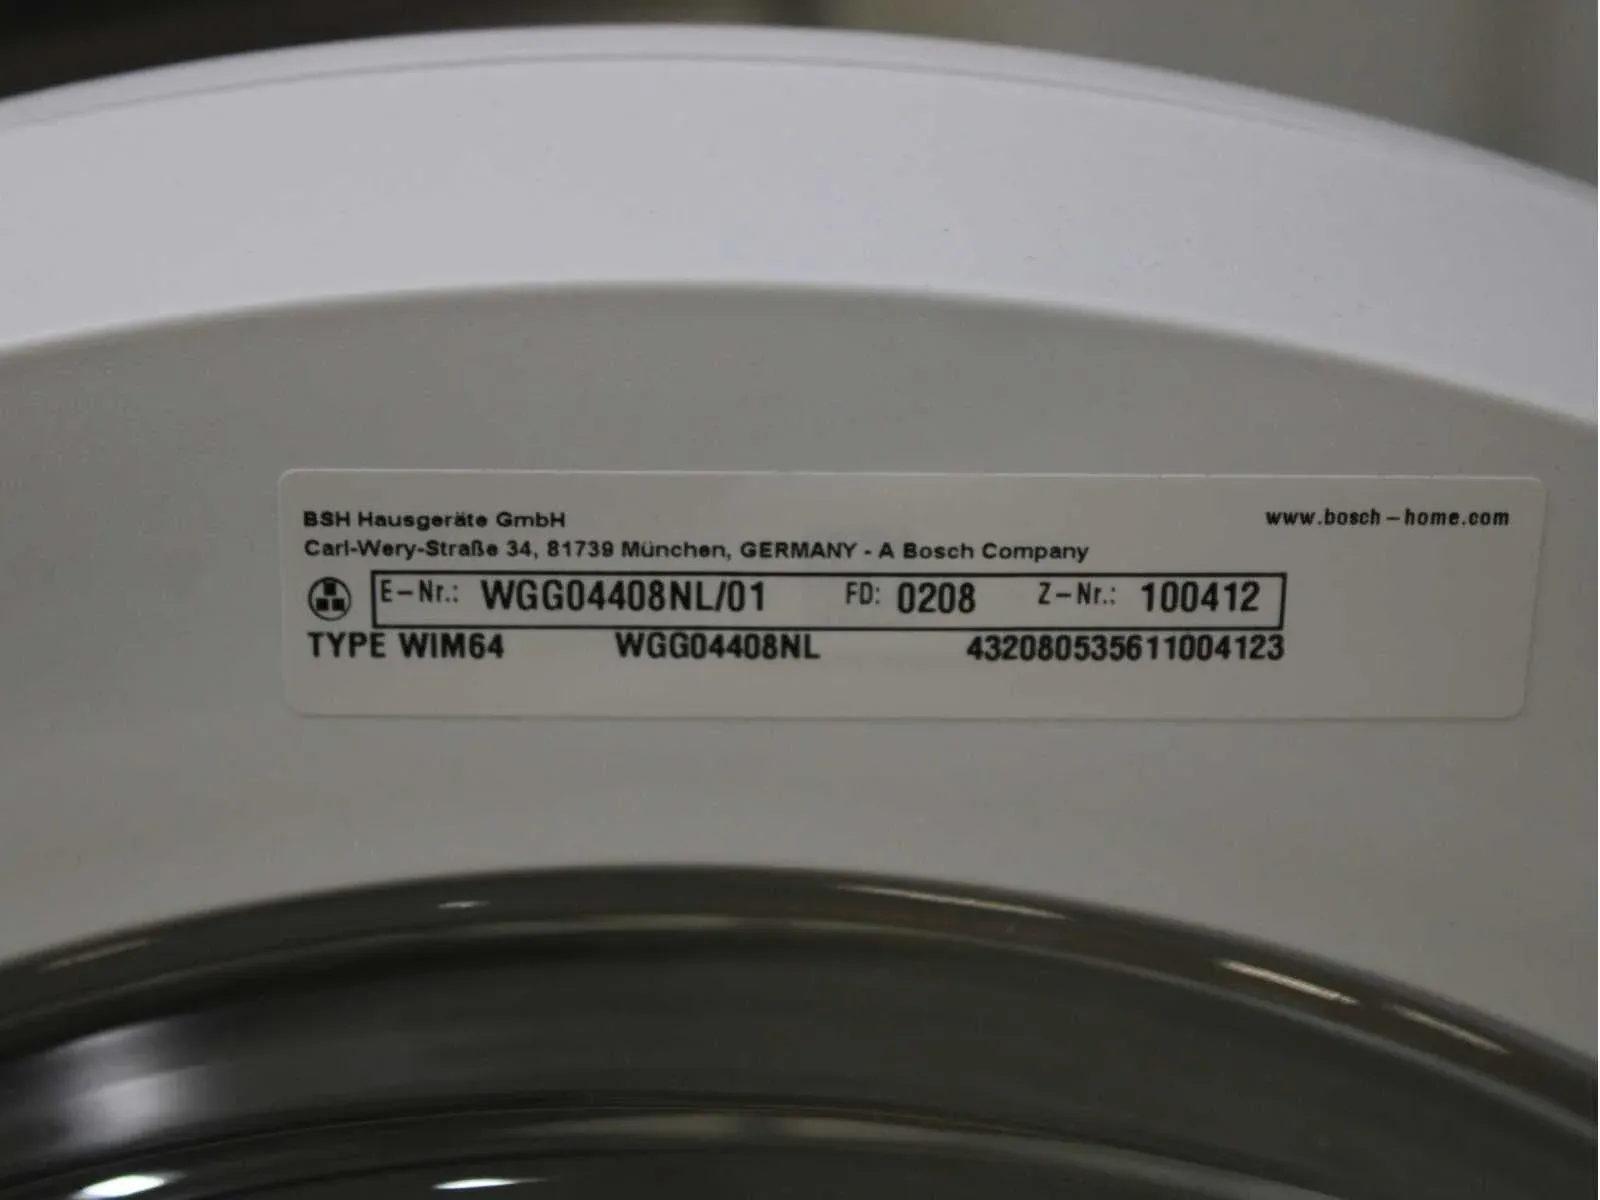 BSH Hausgeräte GmbH www.bosch-home.com
Carl-Wery-Straße 34, 81739 München, GERMANY - A Bosch Company
E-Nr.: WGG04408NL/01 FD: 0208 Z-Nr.: 100412
TYPE WIM64 WGG04408NL 432080535611004123